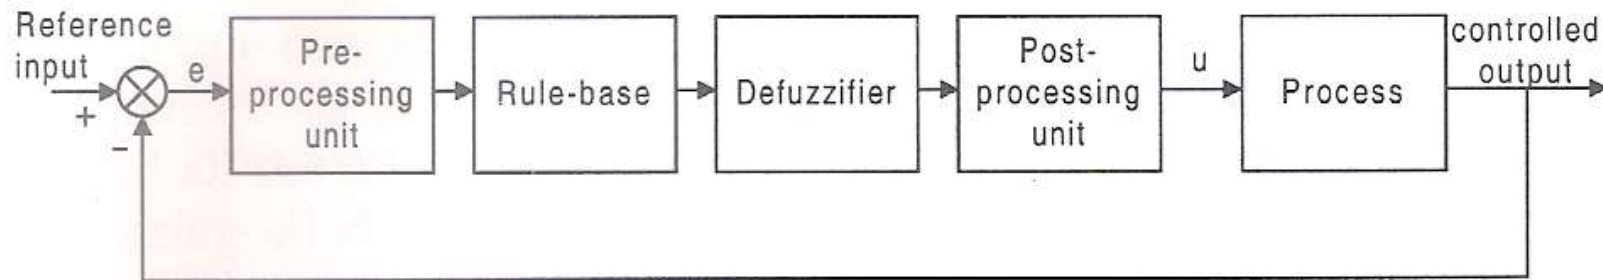 Reference
input
+
-
e
Pre-
processing
unit
Rule-base
Defuzzifier
Post-
processing
unit
u
Process
controlled
output